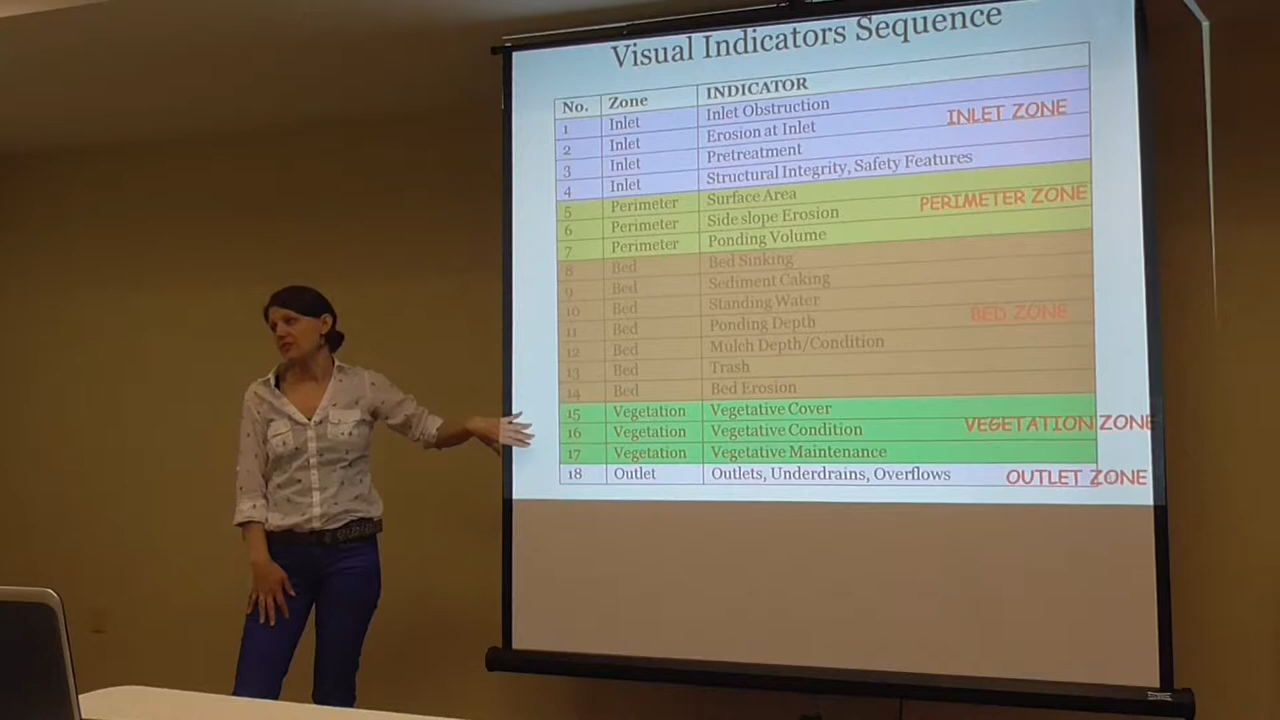 Visual Indicators Sequence
No. Zone INDICATOR
1 Inlet Inlet Obstruction
2 Inlet Erosion at Inlet
3 Inlet Pretreatment
4 Inlet Structural Integrity, Safety Features
INLET ZONE
5 Perimeter Surface Area
6 Perimeter Side slope Erosion
7 Perimeter Ponding Volume
PERIMETER ZONE
8 Bed Bed Sinking
9 Bed Sediment Caking
10 Bed Standing Water
11 Bed Ponding Depth
12 Bed Mulch Depth/Condition
13 Bed Trash
14 Bed Bed Erosion
BED ZONE
15 Vegetation Vegetative Cover
16 Vegetation Vegetative Condition
17 Vegetation Vegetative Maintenance
VEGETATION ZONE
18 Outlet Outlets, Underdrains, Overflows
OUTLET ZONE